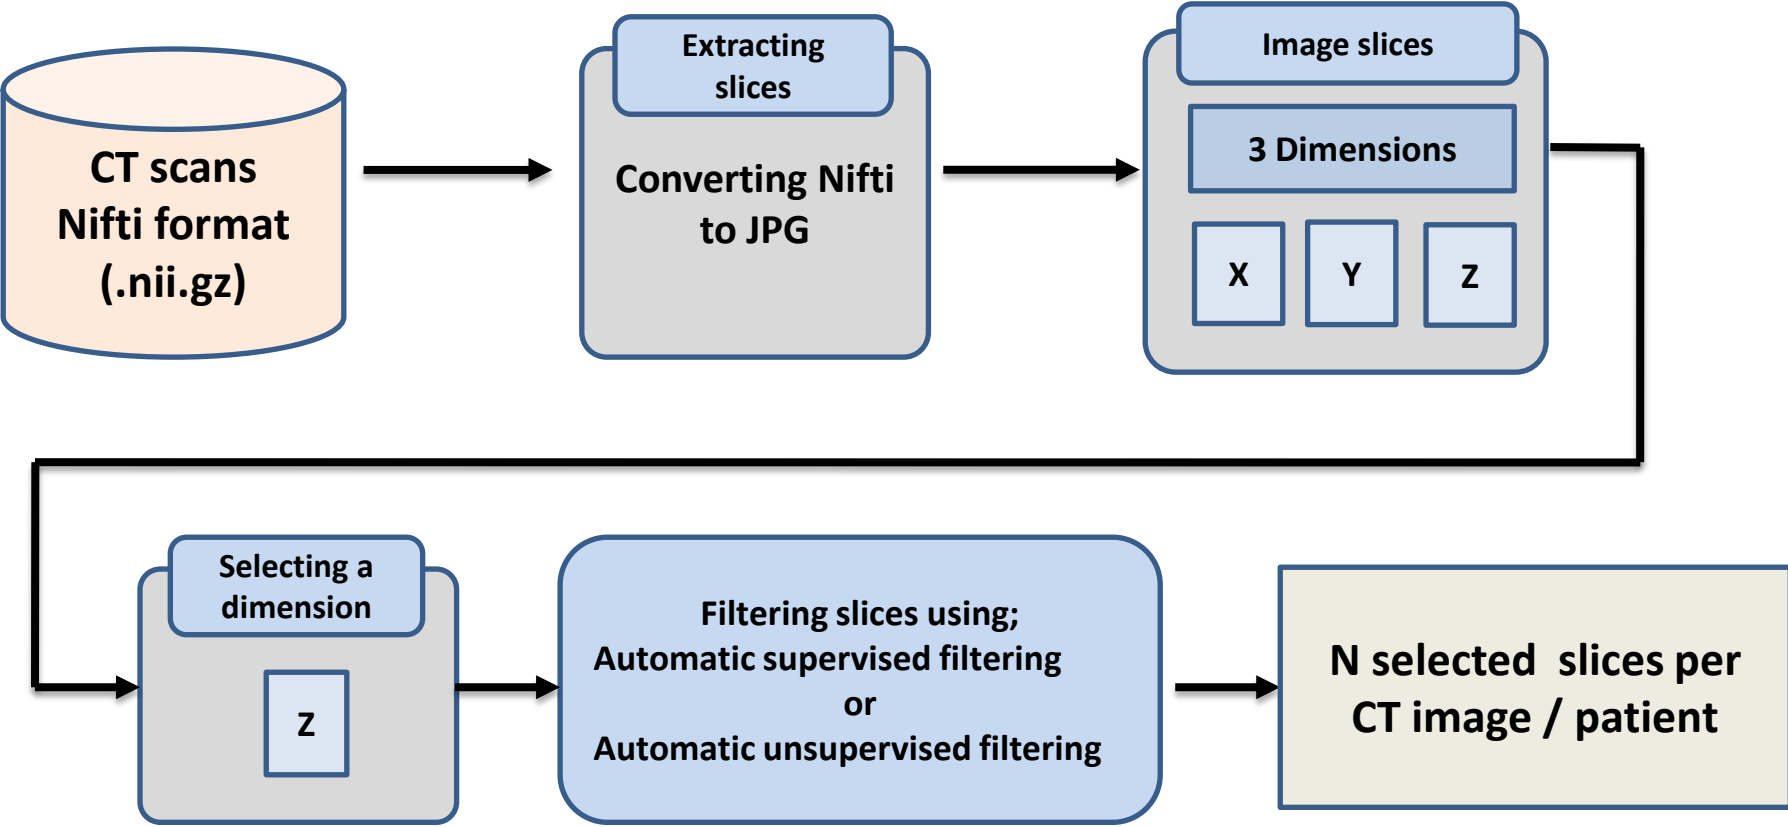 Extracting
slices
Image slices
CT scans
Nifti format
(.nii.gz)
Converting Nifti
to JPG
3 Dimensions
X
Y
Z
Selecting a
dimension
Z
Filtering slices using;
Automatic supervised filtering
or
Automatic unsupervised filtering
N selected slices per
CT image / patient